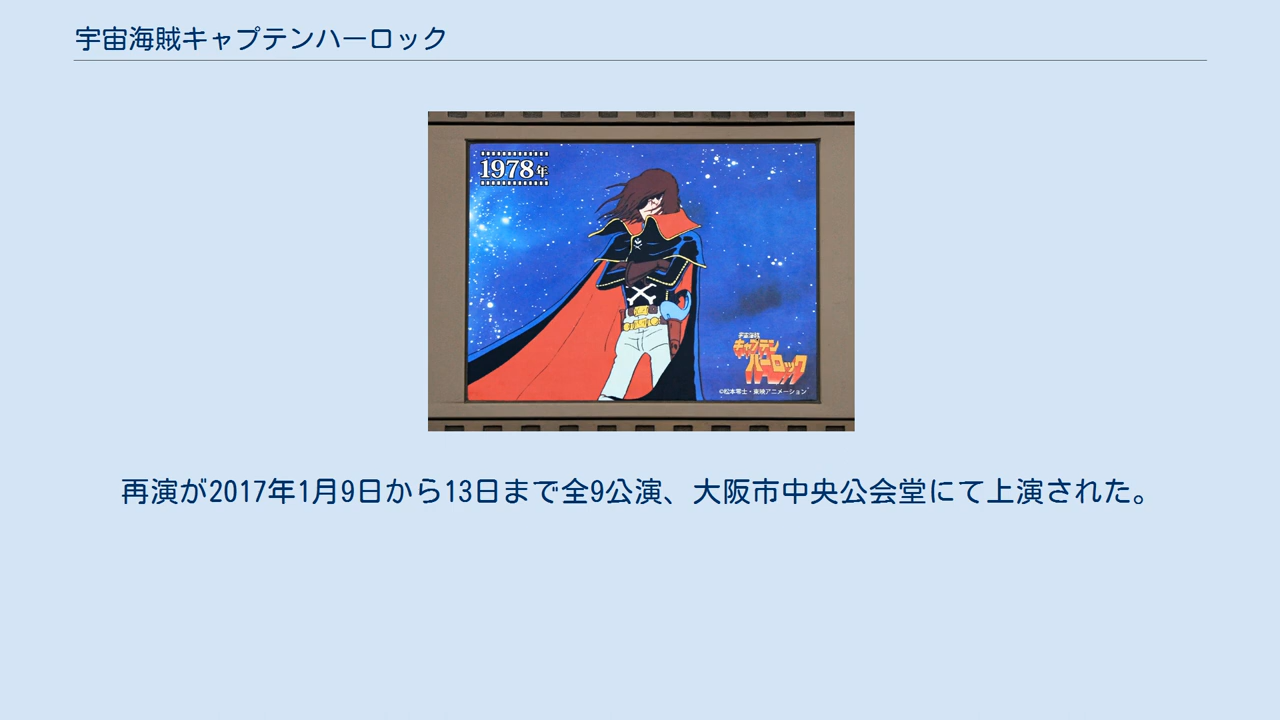 宇宙海賊キャプテンハーロック
1978年
宇宙海賊
キャプテン
ハーロック
©松本零士・東映アニメーション
再演が2017年1月9日から13日まで全9公演、大阪市中央公会堂にて上演された。